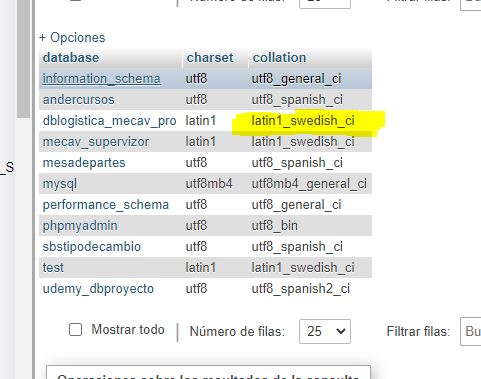 Número de filas: 25 Filtrar filas:
+ Opciones
database charset collation
information_schema utf8 utf8_general_ci
andercursos utf8 utf8_spanish_ci
dblogistica_mecav_pro latin1 latin1_swedish_ci
mecav_supervizor latin1 latin1_swedish_ci
mesadepartes utf8 utf8_spanish_ci
_S
mysql utf8mb4 utf8mb4_general_ci
performance_schema utf8 utf8_general_ci
phpmyadmin utf8 utf8_bin
sbstipodecambio utf8 utf8_spanish_ci
test latin1 latin1_swedish_ci
udemy_dbproyecto utf8 utf8_spanish2_ci
Mostrar todo Número de filas: 25 Filtrar filas: Bu
Operaciones sobre los resultados de la consulta